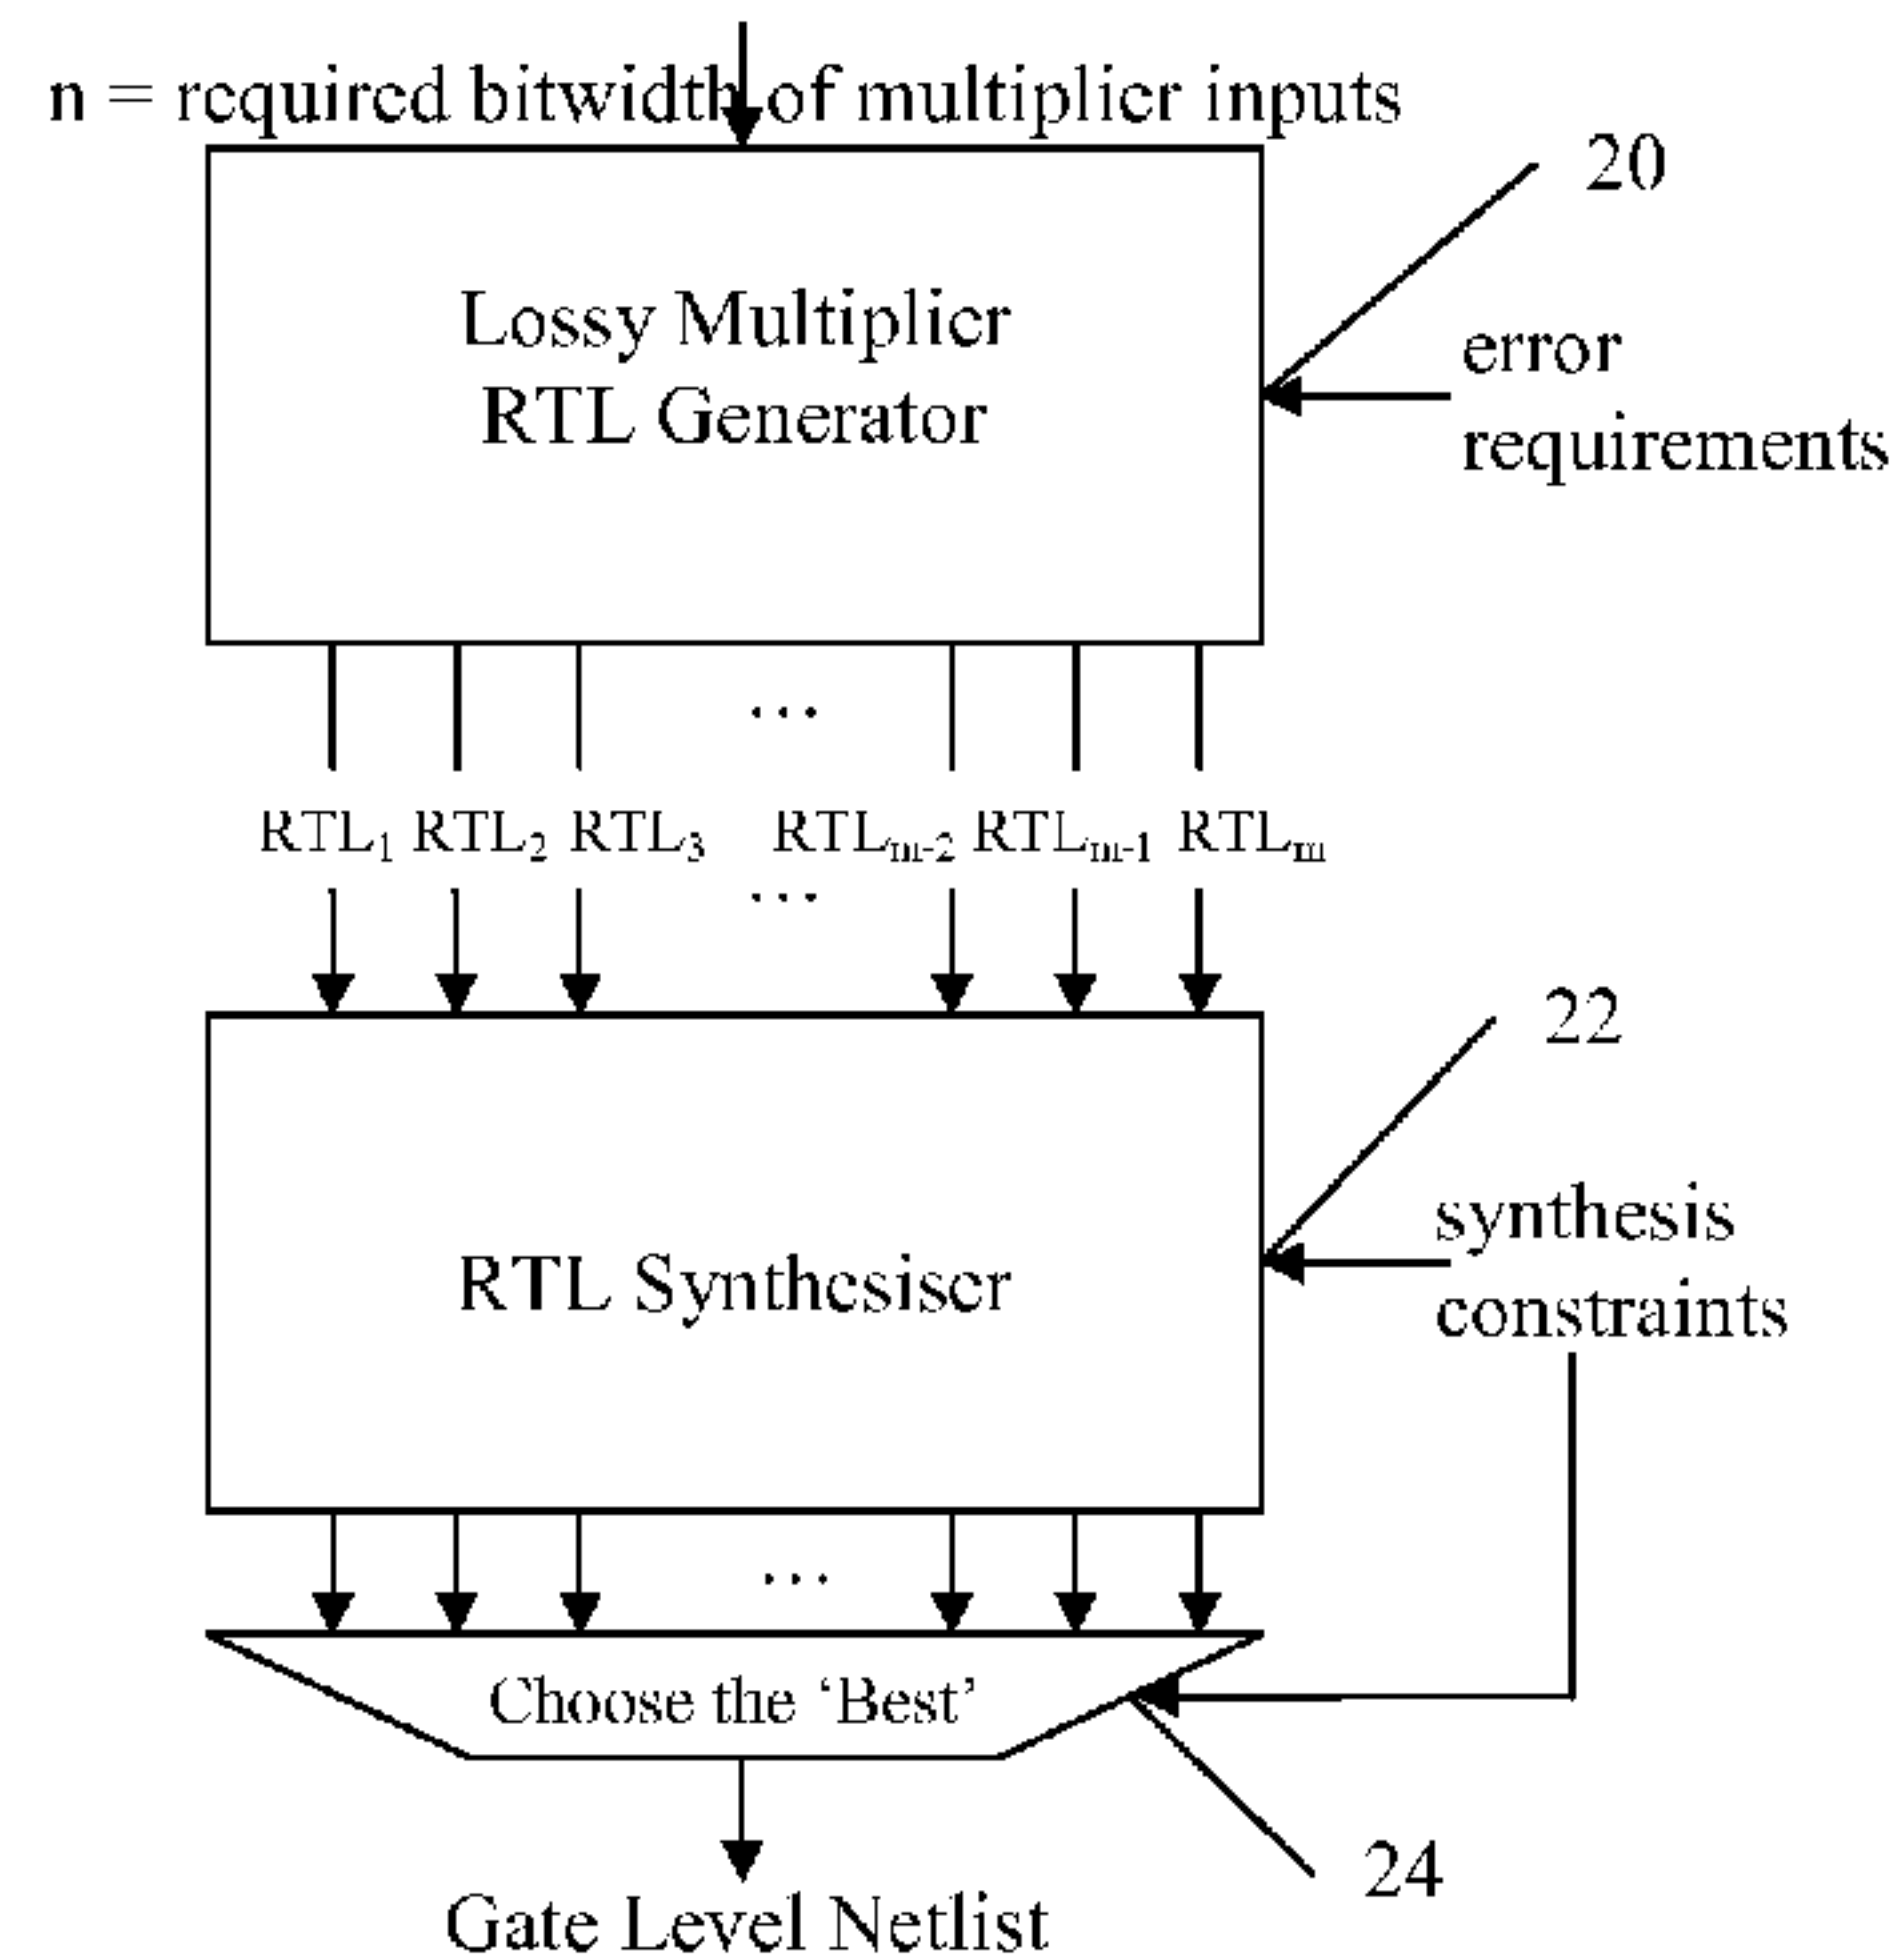 n = required bitwidth of multiplier inputs
20
Lossy Multiplier
RTL Generator
error
requirements
...
RTL1 RTL2 RTL3 RTLm-2 RTLm-1 RTLm
...
22
synthesis
constraints
RTL Synthesiser
...
Choose the ‘Best’
24
Gate Level Netlist